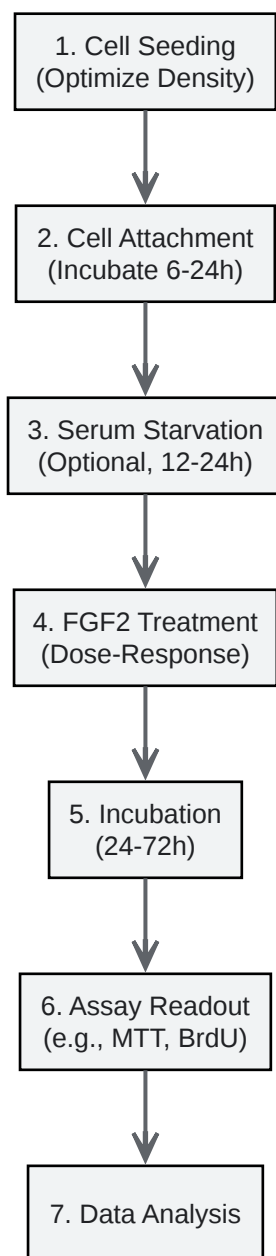 1. Cell Seeding
(Optimize Density)
2. Cell Attachment
(Incubate 6-24h)
3. Serum Starvation
(Optional, 12-24h)
4. FGF2 Treatment
(Dose-Response)
5. Incubation
(24-72h)
6. Assay Readout
(e.g., MTT, BrdU)
7. Data Analysis